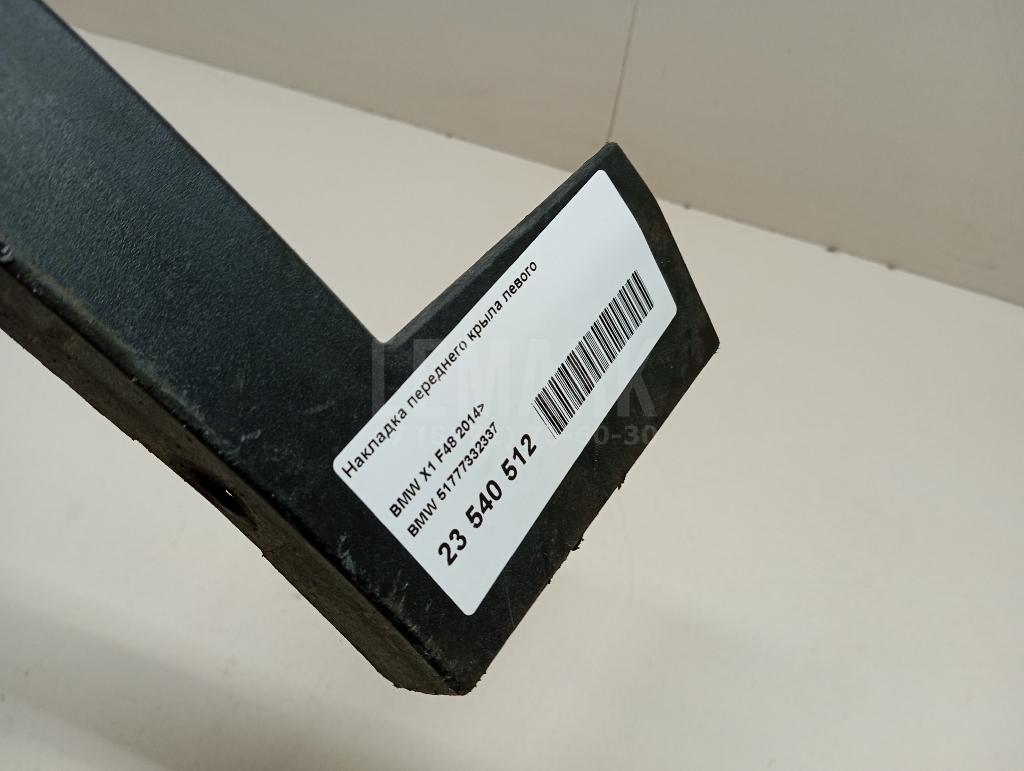 Накладка переднего крыла левого
BMW X1 F48 2014>
BMW 51777332337
23 540 512